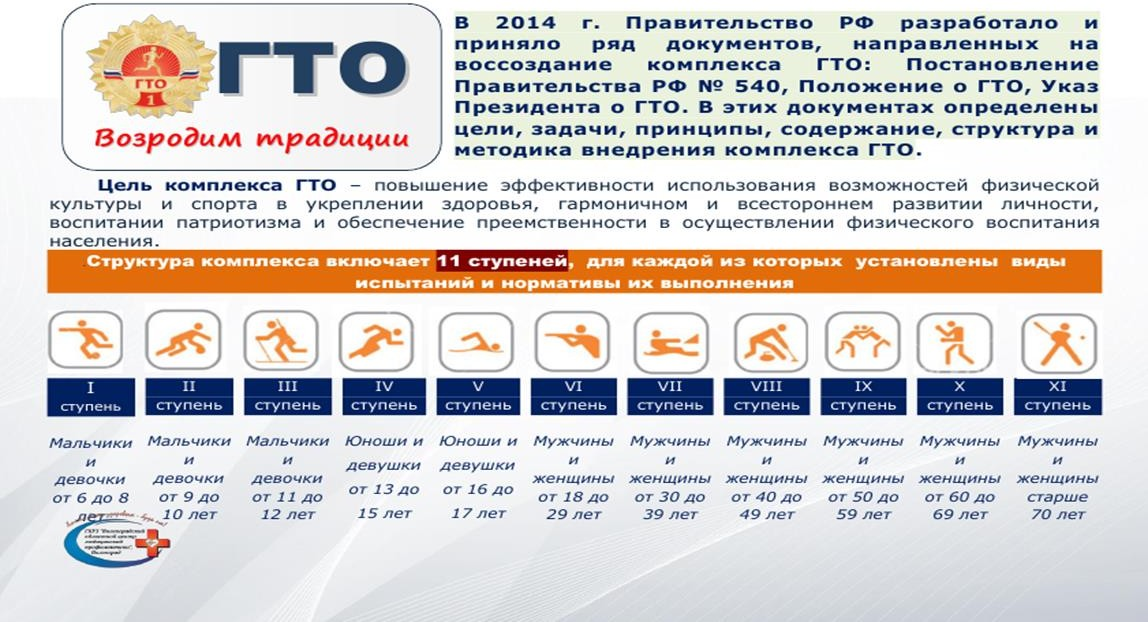 ГТО
ГТО
1
Возродим традиции
В 2014 г. Правительство РФ разработало и
приняло ряд документов, направленных на
воссоздание комплекса ГТО: Постановление
Правительства РФ № 540, Положение о ГТО, Указ
Президента о ГТО. В этих документах определены
цели, задачи, принципы, содержание, структура и
методика внедрения комплекса ГТО.
Цель комплекса ГТО – повышение эффективности использования возможностей физической
культуры и спорта в укреплении здоровья, гармоничном и всестороннем развитии личности,
воспитании патриотизма и обеспечение преемственности в осуществлении физического воспитания
населения.
.Структура комплекса включает 11 ступеней, для каждой из которых установлены виды
испытаний и нормативы их выполнения
I
ступень
II
ступень
III
ступень
IV
ступень
V
ступень
VI
ступень
VII
ступень
VIII
ступень
IX
ступень
X
ступень
XI
ступень
Мальчики
и
девочки
от 6 до 8
лет
Мальчики
и
девочки
от 9 до
10 лет
Мальчики
и
девочки
от 11 до
12 лет
Юноши и
девушки
от 13 до
15 лет
Юноши и
девушки
от 16 до
17 лет
Мужчины
и
женщины
от 18 до
29 лет
Мужчины
и
женщины
от 30 до
39 лет
Мужчины
и
женщины
от 40 до
49 лет
Мужчины
и
женщины
от 50 до
59 лет
Мужчины
и
женщины
от 60 до
69 лет
Мужчины
и
женщины
старше
70 лет
областной центр
медицинской
профилактики",